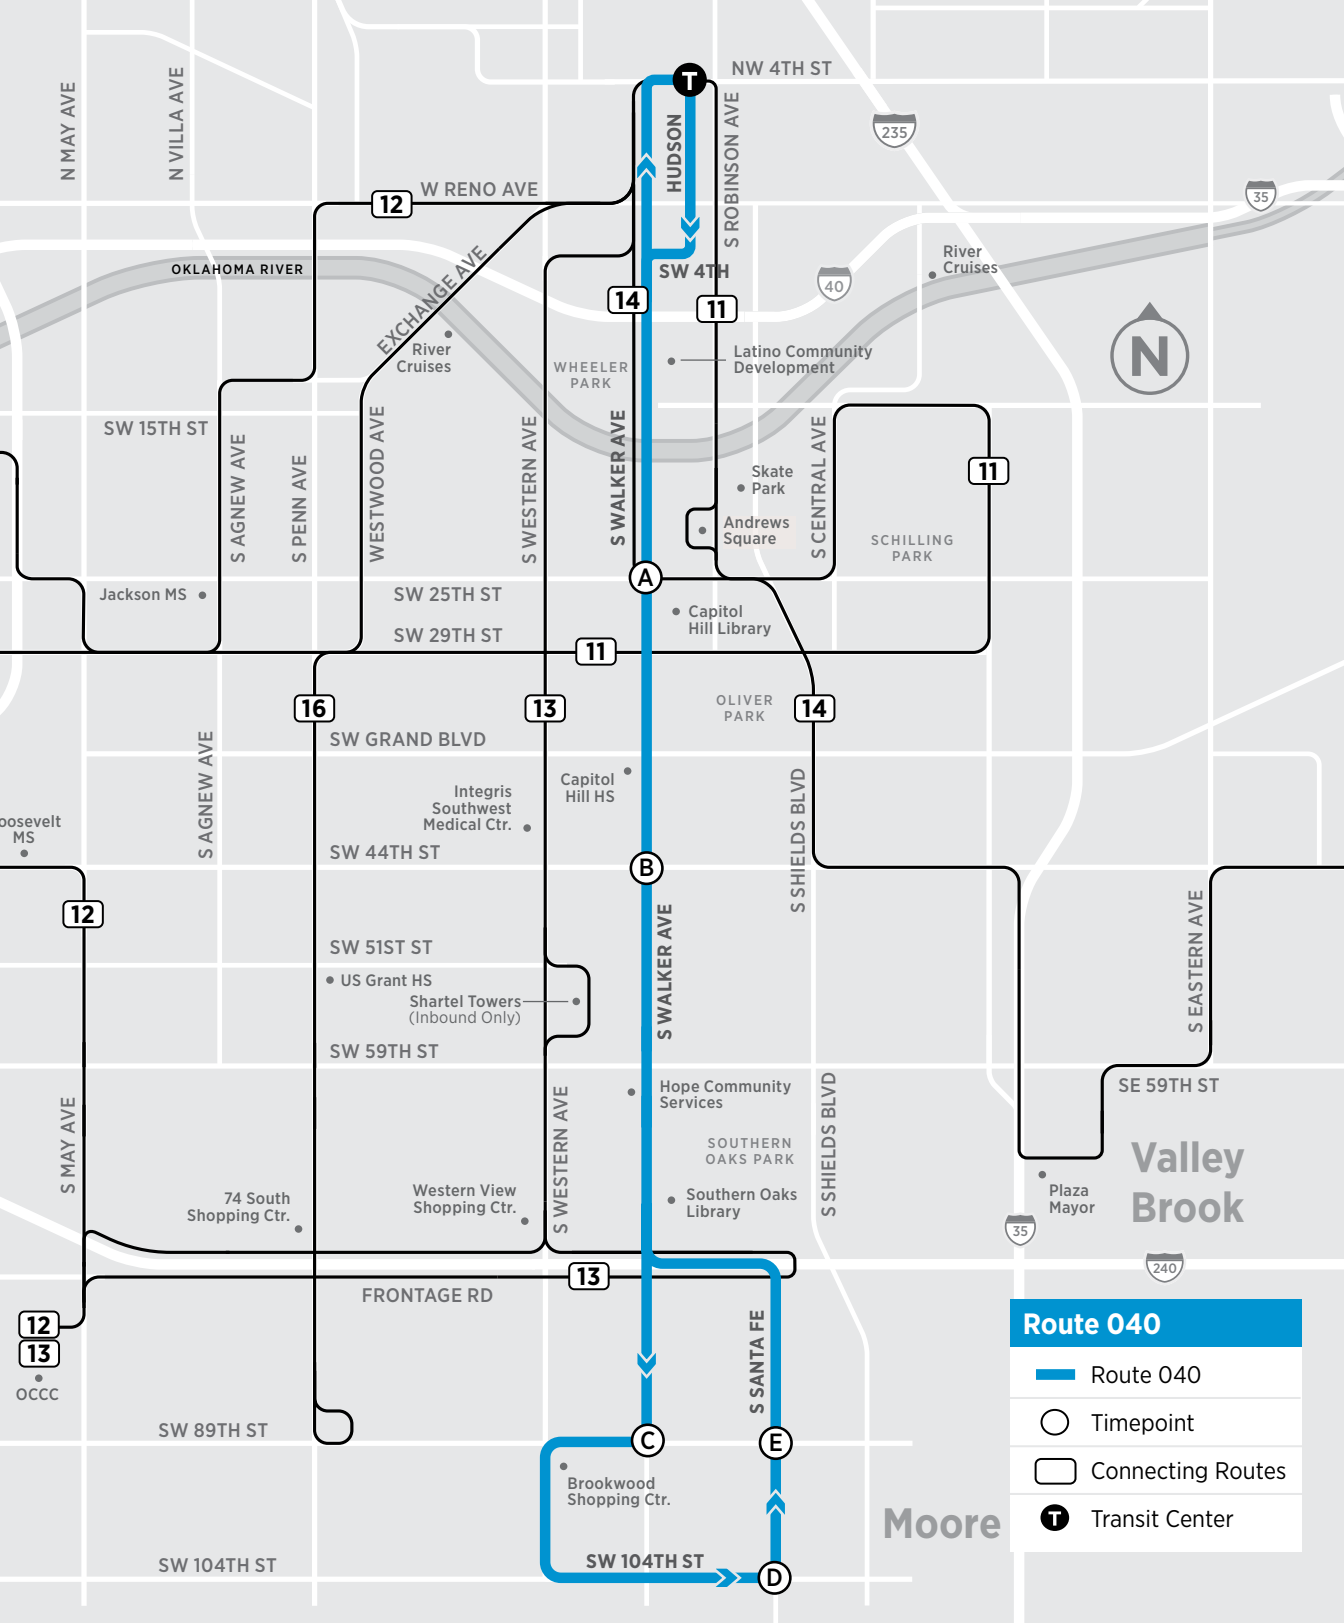 NW 4TH ST
T
N MAY AVE
N VILLA AVE
HUDSON
S ROBINSON AVE
235
W RENO AVE
12
35
OKLAHOMA RIVER
EXCHANGE AVE
SW 4TH
River
Cruises
40
14
11
River
Cruises
WHEELER
PARK
Latino Community
Development
N
SW 15TH ST
S AGNEW AVE
S PENN AVE
WESTWOOD AVE
S WESTERN AVE
S WALKER AVE
S CENTRAL AVE
Skate
Park
11
Andrews
Square
SCHILLING
PARK
A
Jackson MS
SW 25TH ST
Capitol
Hill Library
SW 29TH ST
11
16
13
OLIVER
PARK
14
SW GRAND BLVD
S AGNEW AVE
Capitol
Hill HS
Integris
Southwest
Medical Ctr.
S SHIELDS BLVD
oosevelt
MS
SW 44TH ST
B
12
S WALKER AVE
S EASTERN AVE
SW 51ST ST
US Grant HS
Shartel Towers
(Inbound Only)
SW 59TH ST
Hope Community
Services
SE 59TH ST
S MAY AVE
S WESTERN AVE
S SHIELDS BLVD
SOUTHERN
OAKS PARK
Valley
Brook
74 South
Shopping Ctr.
Western View
Shopping Ctr.
Southern Oaks
Library
Plaza
Mayor
35
240
13
FRONTAGE RD
12
13
OCCC
S SANTA FE
Route 040
Route 040
Timepoint
Connecting Routes
T
Transit Center
SW 89TH ST
C
E
Brookwood
Shopping Ctr.
Moore
SW 104TH ST
SW 104TH ST
D